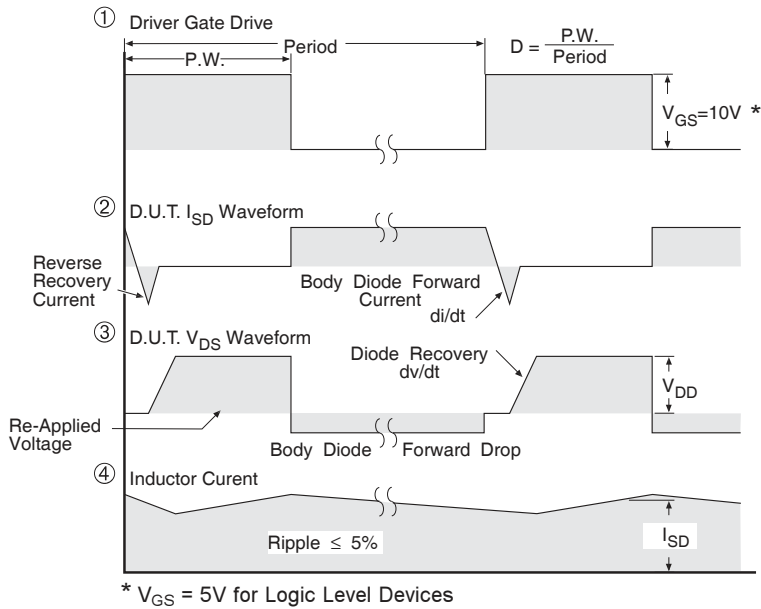 ① Driver Gate Drive
Period
P.W.
D = P.W. / Period
V_GS=10V *
② D.U.T. I_SD Waveform
Reverse
Recovery
Current
Body Diode Forward
Current
di/dt
③ D.U.T. V_DS Waveform
Diode Recovery
dv/dt
V_DD
Re-Applied
Voltage
Body Diode Forward Drop
④ Inductor Curent
Ripple ≤ 5%
I_SD
* V_GS = 5V for Logic Level Devices